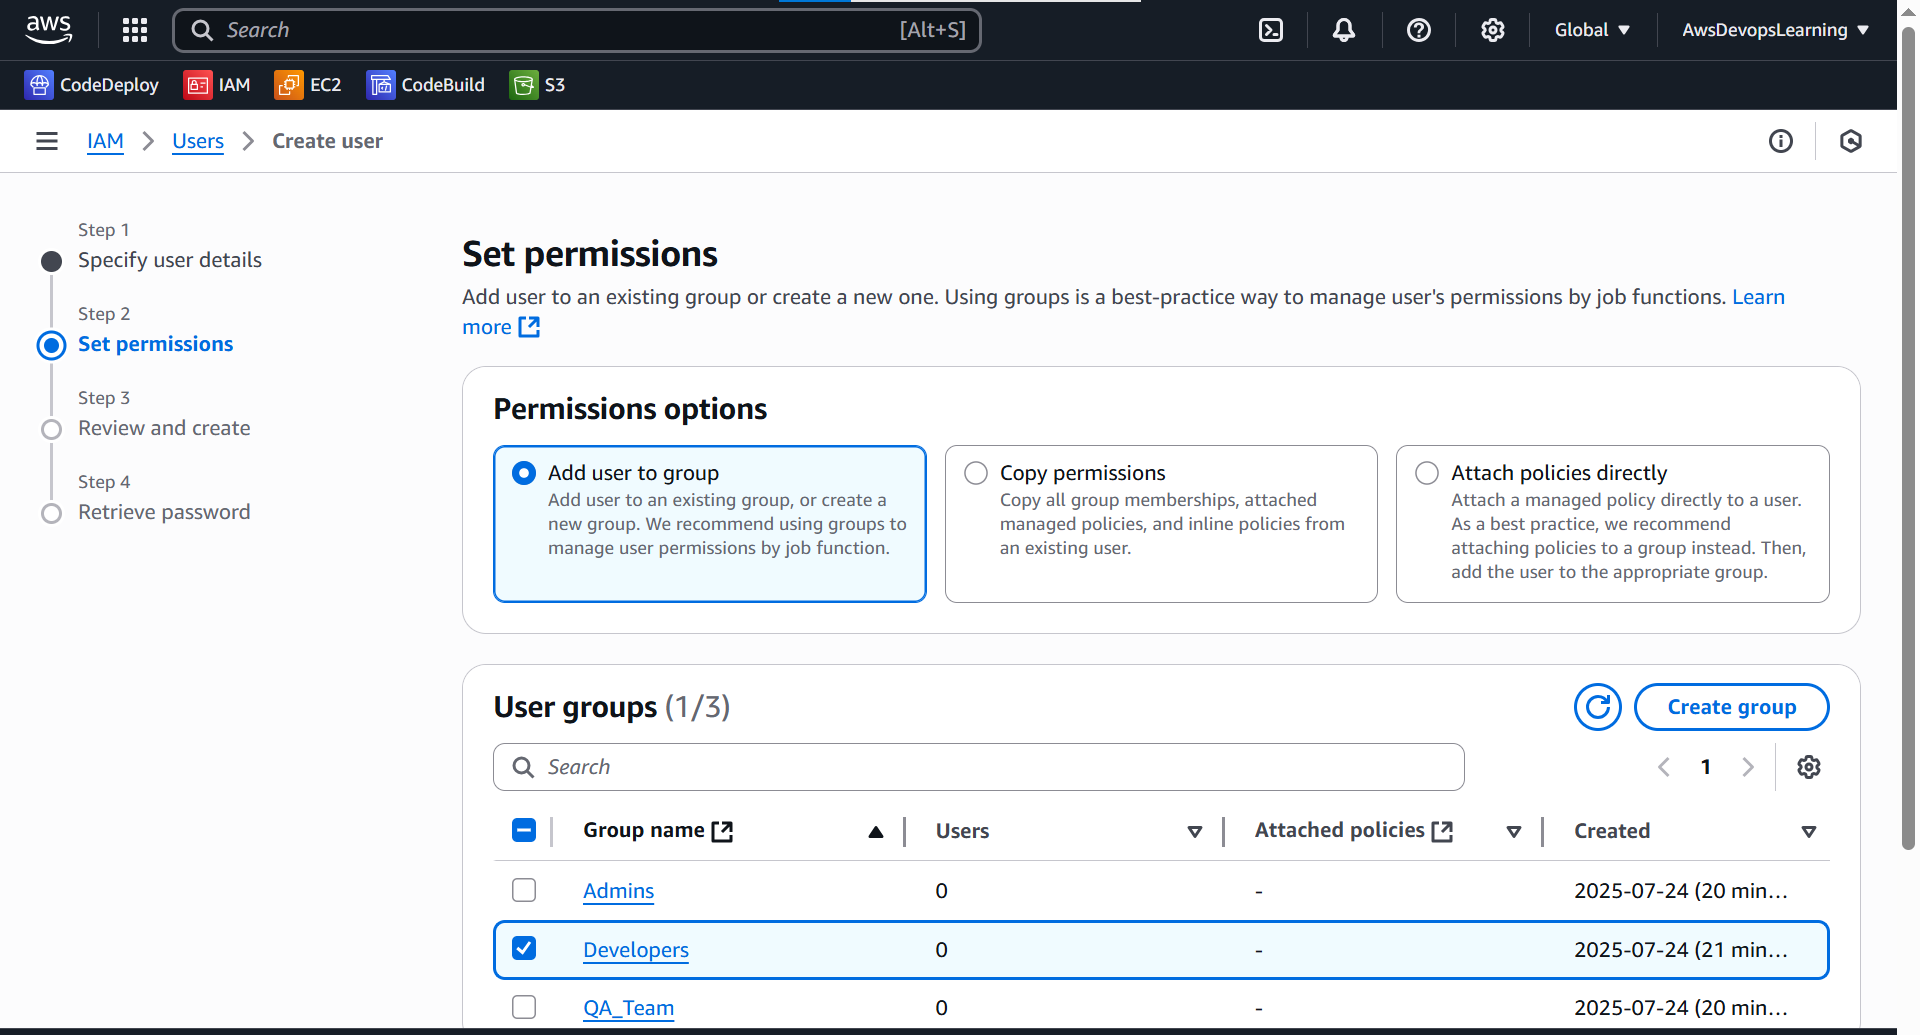 aws
Search [Alt+S]
Global
AwsDevopsLearning
CodeDeploy
IAM
EC2
CodeBuild
S3
IAM
Users
Create user
Step 1
Specify user details
Step 2
Set permissions
Step 3
Review and create
Step 4
Retrieve password
Set permissions
Add user to an existing group or create a new one. Using groups is a best-practice way to manage user's permissions by job functions. Learn
more
Permissions options
Add user to group
Add user to an existing group, or create a
new group. We recommend using groups to
manage user permissions by job function.
Copy permissions
Copy all group memberships, attached
managed policies, and inline policies from
an existing user.
Attach policies directly
Attach a managed policy directly to a user.
As a best practice, we recommend
attaching policies to a group instead. Then,
add the user to the appropriate group.
User groups (1/3)
Create group
Search
1
Group name Users Attached policies Created
Admins 0 - 2025-07-24 (20 min...
Developers 0 - 2025-07-24 (21 min...
QA_Team 0 - 2025-07-24 (20 min...